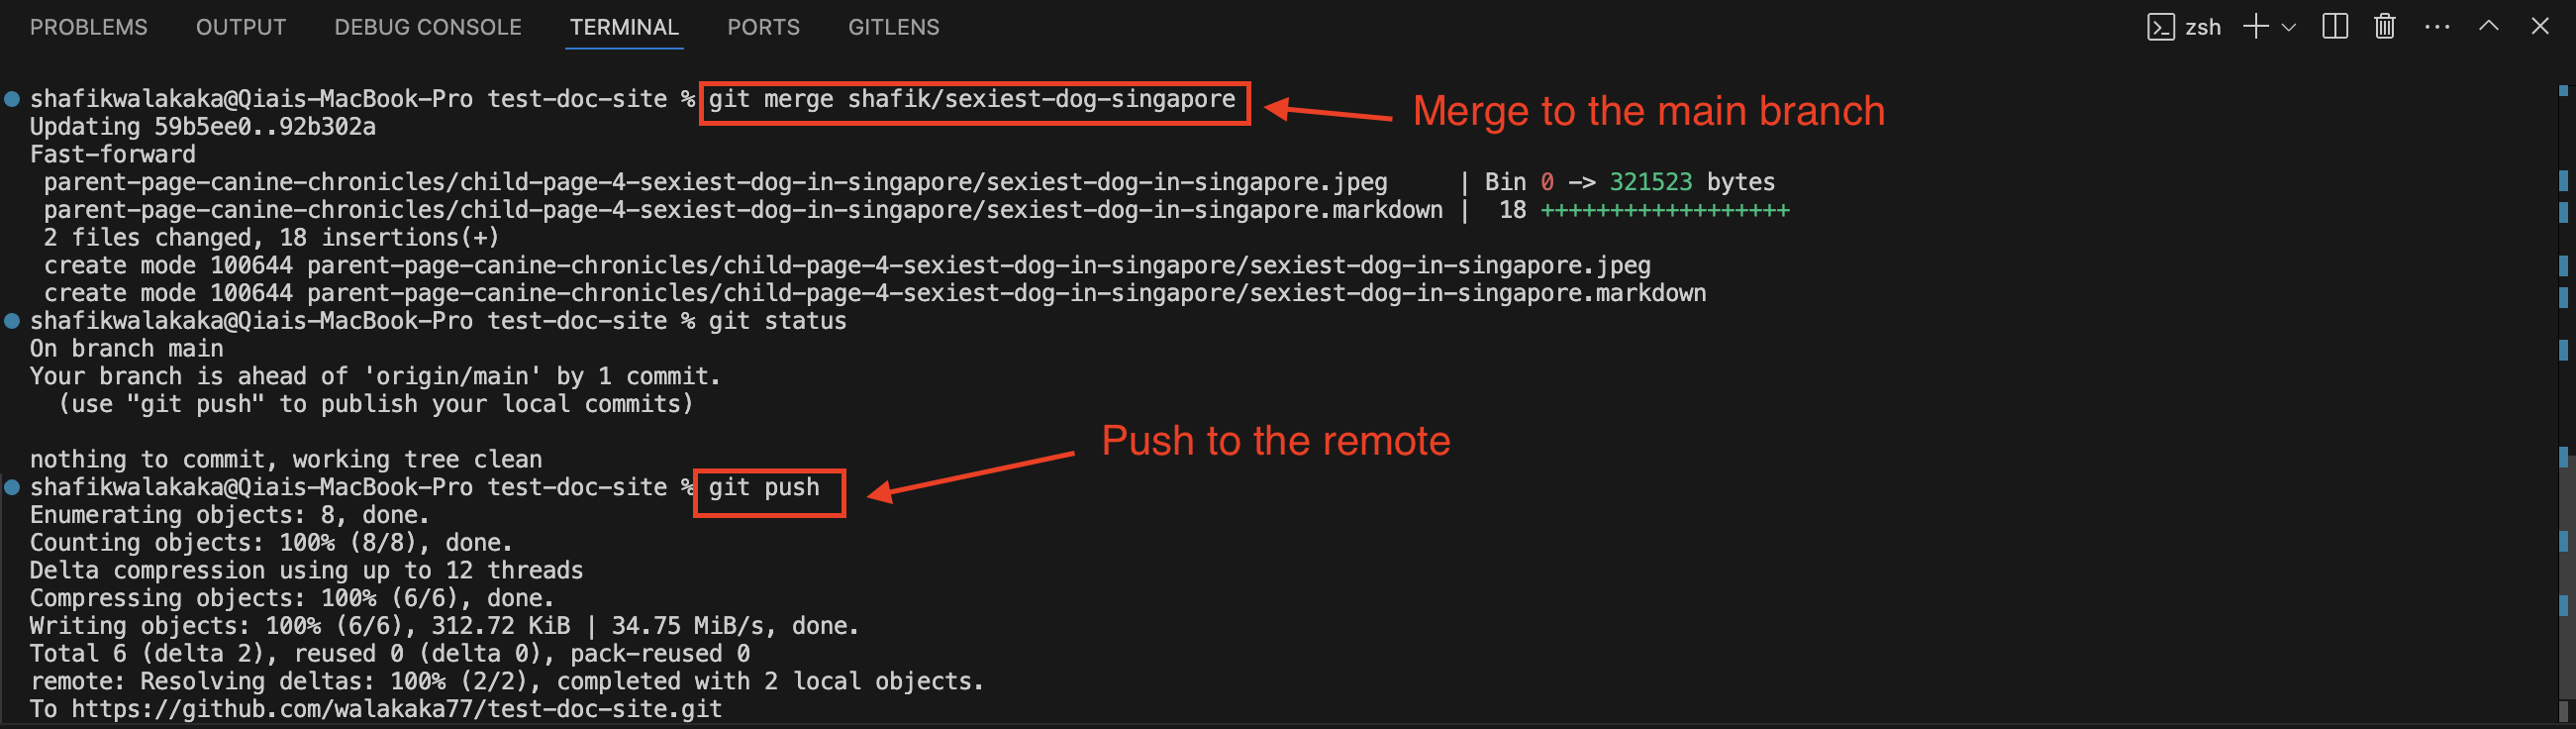 PROBLEMS OUTPUT DEBUG CONSOLE TERMINAL PORTS GITLENS zsh
shafikwalakaka@Qiais-MacBook-Pro test-doc-site % git merge shafik/sexiest-dog-singapore
Merge to the main branch
Updating 59b5ee0..92b302a
Fast-forward
 parent-page-canine-chronicles/child-page-4-sexiest-dog-in-singapore/sexiest-dog-in-singapore.jpeg     | Bin 0 -> 321523 bytes
 parent-page-canine-chronicles/child-page-4-sexiest-dog-in-singapore/sexiest-dog-in-singapore.markdown |  18 ++++++++++++++++++
 2 files changed, 18 insertions(+)
 create mode 100644 parent-page-canine-chronicles/child-page-4-sexiest-dog-in-singapore/sexiest-dog-in-singapore.jpeg
 create mode 100644 parent-page-canine-chronicles/child-page-4-sexiest-dog-in-singapore/sexiest-dog-in-singapore.markdown
shafikwalakaka@Qiais-MacBook-Pro test-doc-site % git status
On branch main
Your branch is ahead of 'origin/main' by 1 commit.
  (use "git push" to publish your local commits)
Push to the remote
nothing to commit, working tree clean
shafikwalakaka@Qiais-MacBook-Pro test-doc-site % git push
Enumerating objects: 8, done.
Counting objects: 100% (8/8), done.
Delta compression using up to 12 threads
Compressing objects: 100% (6/6), done.
Writing objects: 100% (6/6), 312.72 KiB | 34.75 MiB/s, done.
Total 6 (delta 2), reused 0 (delta 0), pack-reused 0
remote: Resolving deltas: 100% (2/2), completed with 2 local objects.
To https://github.com/walakaka77/test-doc-site.git